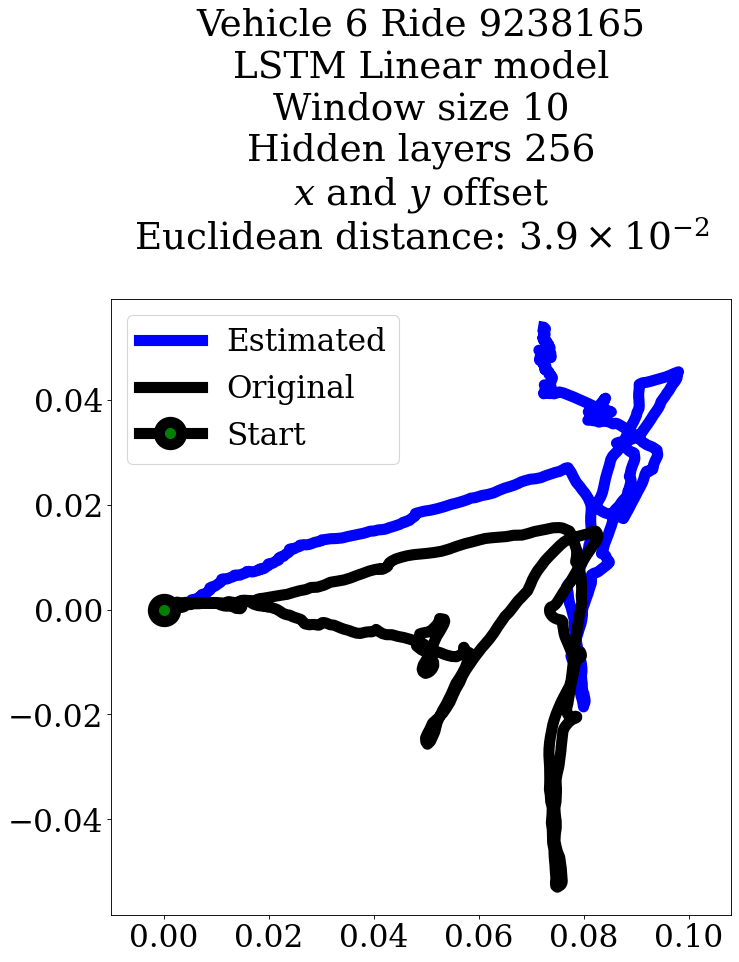 Vehicle 6 Ride 9238165
LSTM Linear model
Window size 10
Hidden layers 256
x and y offset
Euclidean distance: 3.9 × 10⁻²
Estimated
Original
Start
0.04
0.02
0.00
−0.02
−0.04
0.00 0.02 0.04 0.06 0.08 0.10